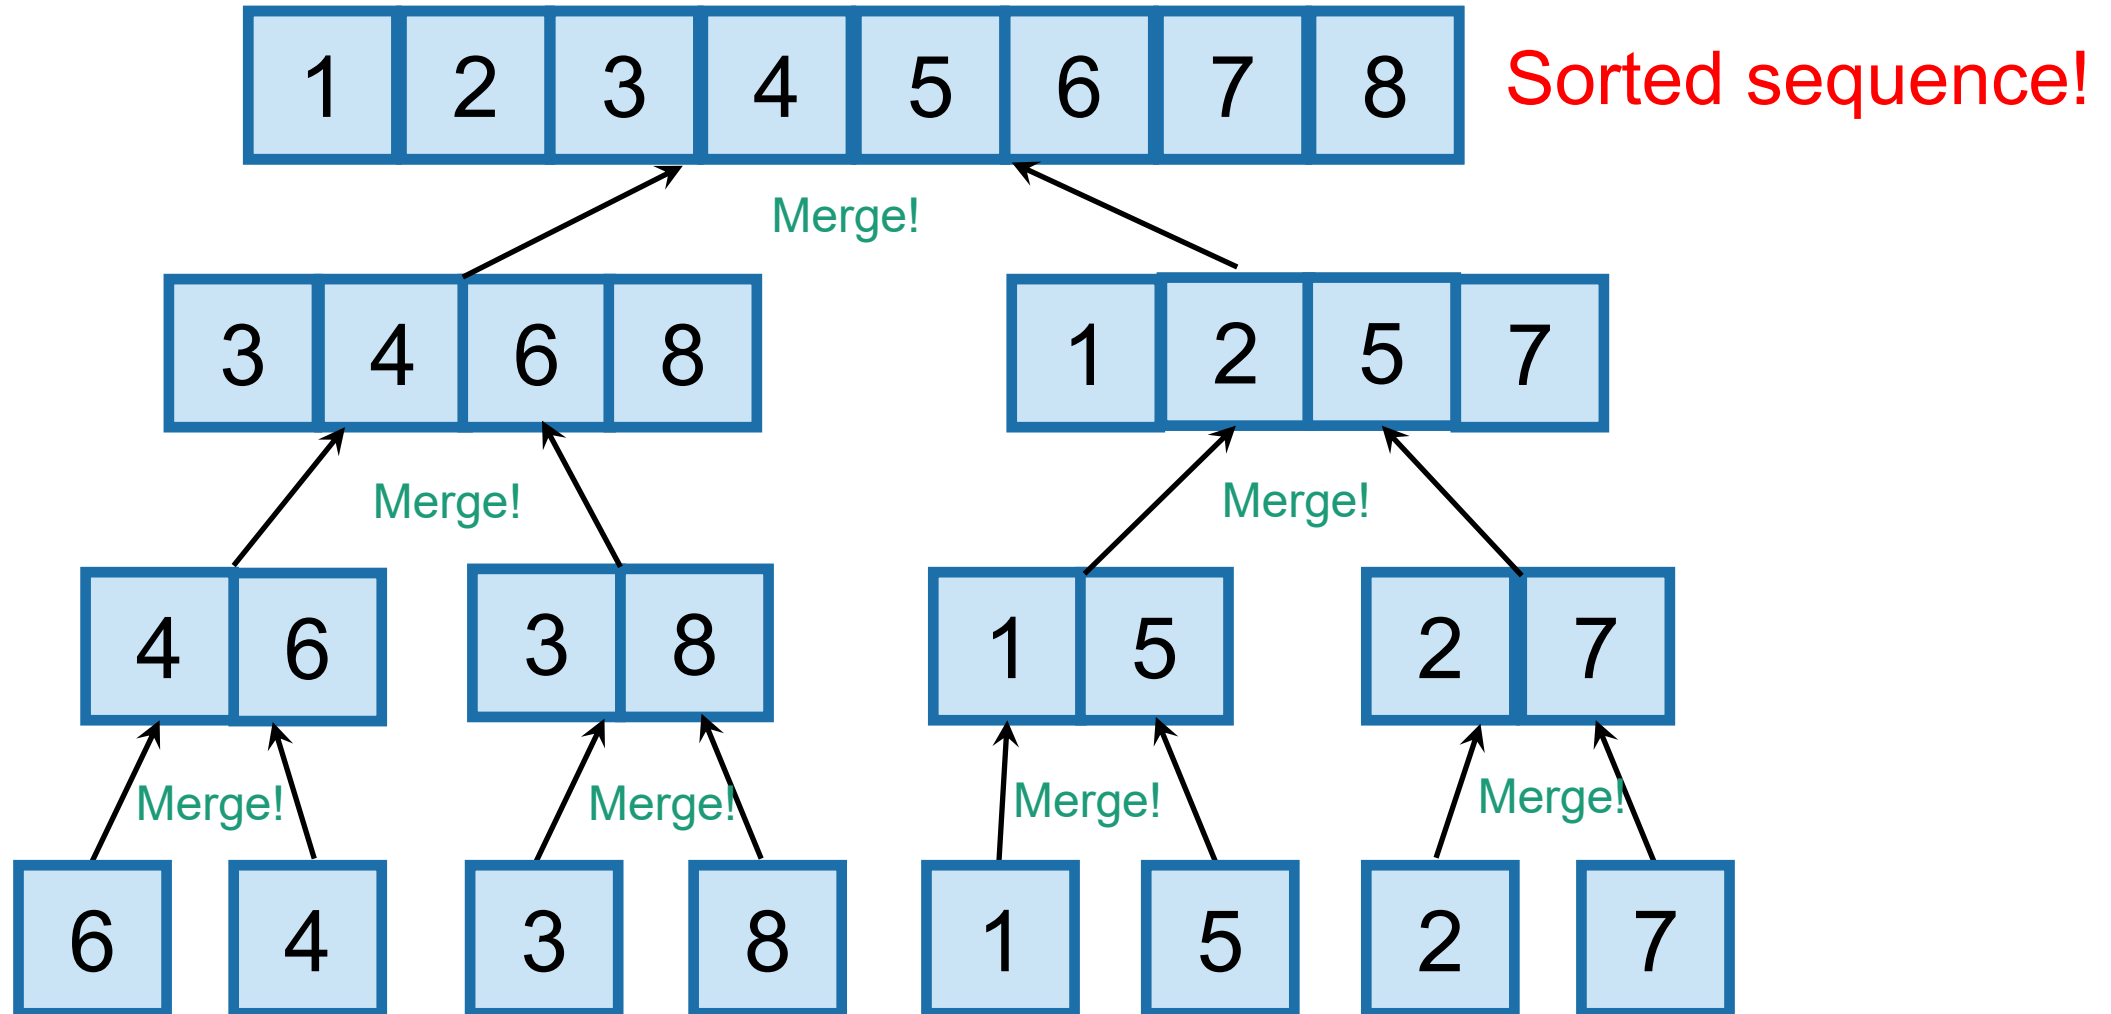 1 2 3 4 5 6 7 8 Sorted sequence!
Merge!
3 4 6 8 1 2 5 7
Merge! Merge!
4 6 3 8 1 5 2 7
Merge! Merge! Merge! Merge!
6 4 3 8 1 5 2 7